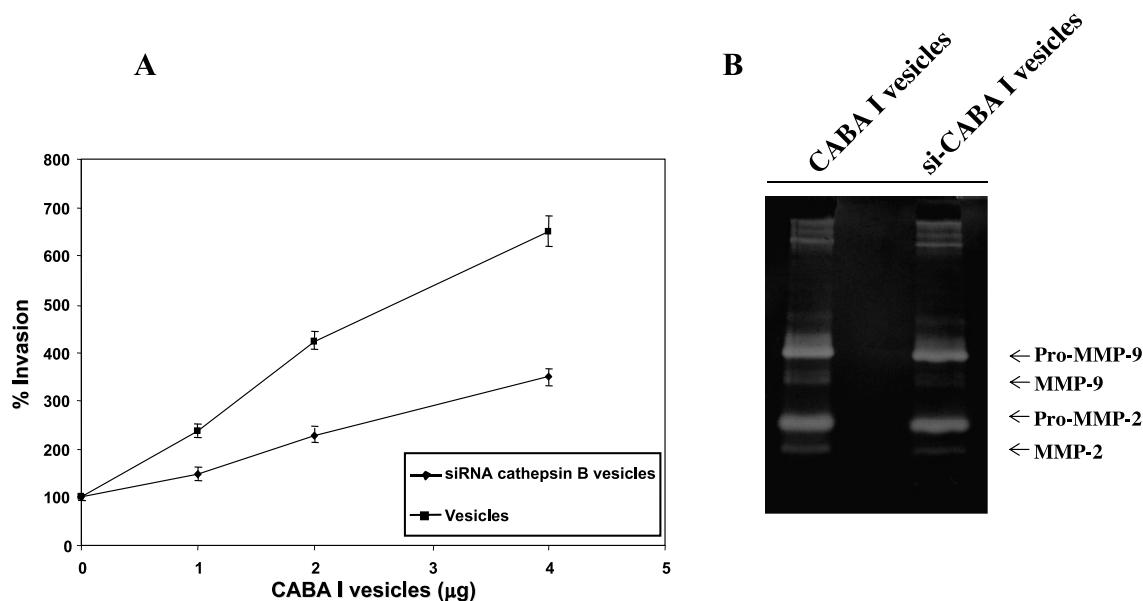 A
B
CABA I vesicles
si-CABA I vesicles
800
700
600
500
400
300
200
100
0
% Invasion
0 1 2 3 4 5
CABA I vesicles (μg)
siRNA cathepsin B vesicles
Vesicles
← Pro-MMP-9
← MMP-9
← Pro-MMP-2
← MMP-2